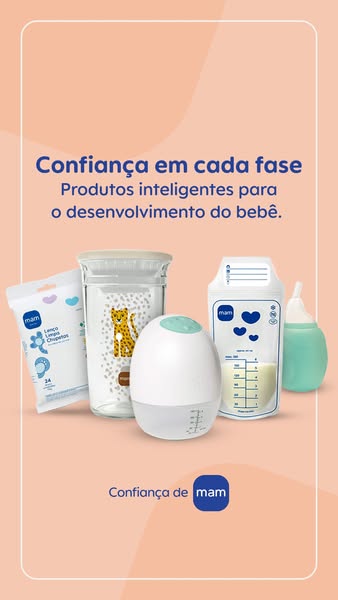 Confiança em cada fase
Produtos inteligentes para
o desenvolvimento do bebê.
mam
Lenço
Limpa
Chupetas
24
mam
Confiança de mam